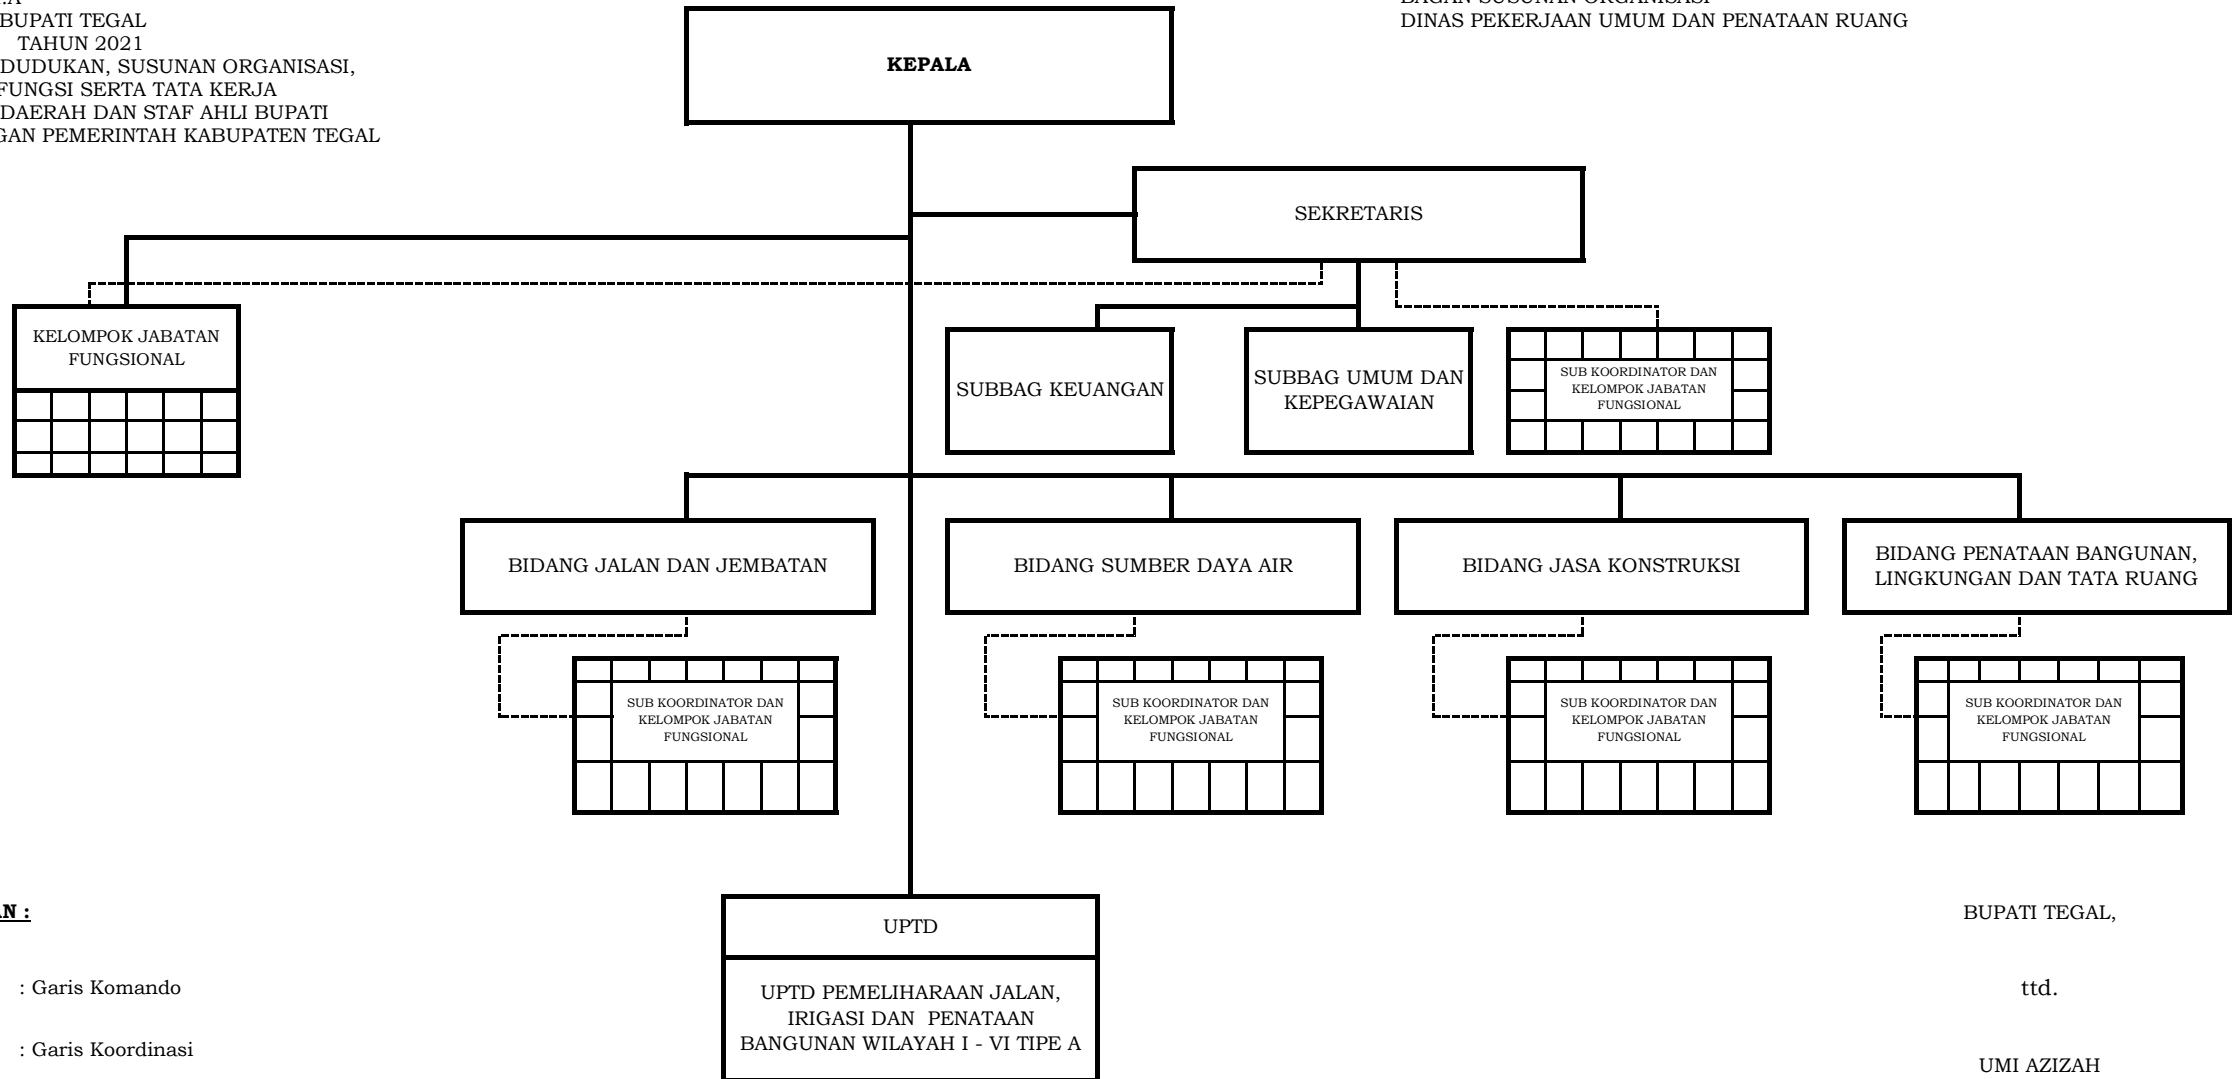 BUPATI TEGAL
TAHUN 2021
DUDUKAN, SUSUNAN ORGANISASI,
FUNGSI SERTA TATA KERJA
DAERAH DAN STAF AHLI BUPATI
GAN PEMERINTAH KABUPATEN TEGAL
BAGAN SUSUNAN ORGANISASI
DINAS PEKERJAAN UMUM DAN PENATAAN RUANG
KEPALA
SEKRETARIS
KELOMPOK JABATAN
FUNGSIONAL
SUBBAG KEUANGAN
SUBBAG UMUM DAN
KEPEGAWAIAN
SUB KOORDINATOR DAN
KELOMPOK JABATAN
FUNGSIONAL
BIDANG JALAN DAN JEMBATAN
BIDANG SUMBER DAYA AIR
BIDANG JASA KONSTRUKSI
BIDANG PENATAAN BANGUNAN,
LINGKUNGAN DAN TATA RUANG
SUB KOORDINATOR DAN
KELOMPOK JABATAN
FUNGSIONAL
SUB KOORDINATOR DAN
KELOMPOK JABATAN
FUNGSIONAL
SUB KOORDINATOR DAN
KELOMPOK JABATAN
FUNGSIONAL
SUB KOORDINATOR DAN
KELOMPOK JABATAN
FUNGSIONAL
UPTD
UPTD PEMELIHARAAN JALAN,
IRIGASI DAN PENATAAN
BANGUNAN WILAYAH I - VI TIPE A
AN :
: Garis Komando
: Garis Koordinasi
BUPATI TEGAL,
ttd.
UMI AZIZAH